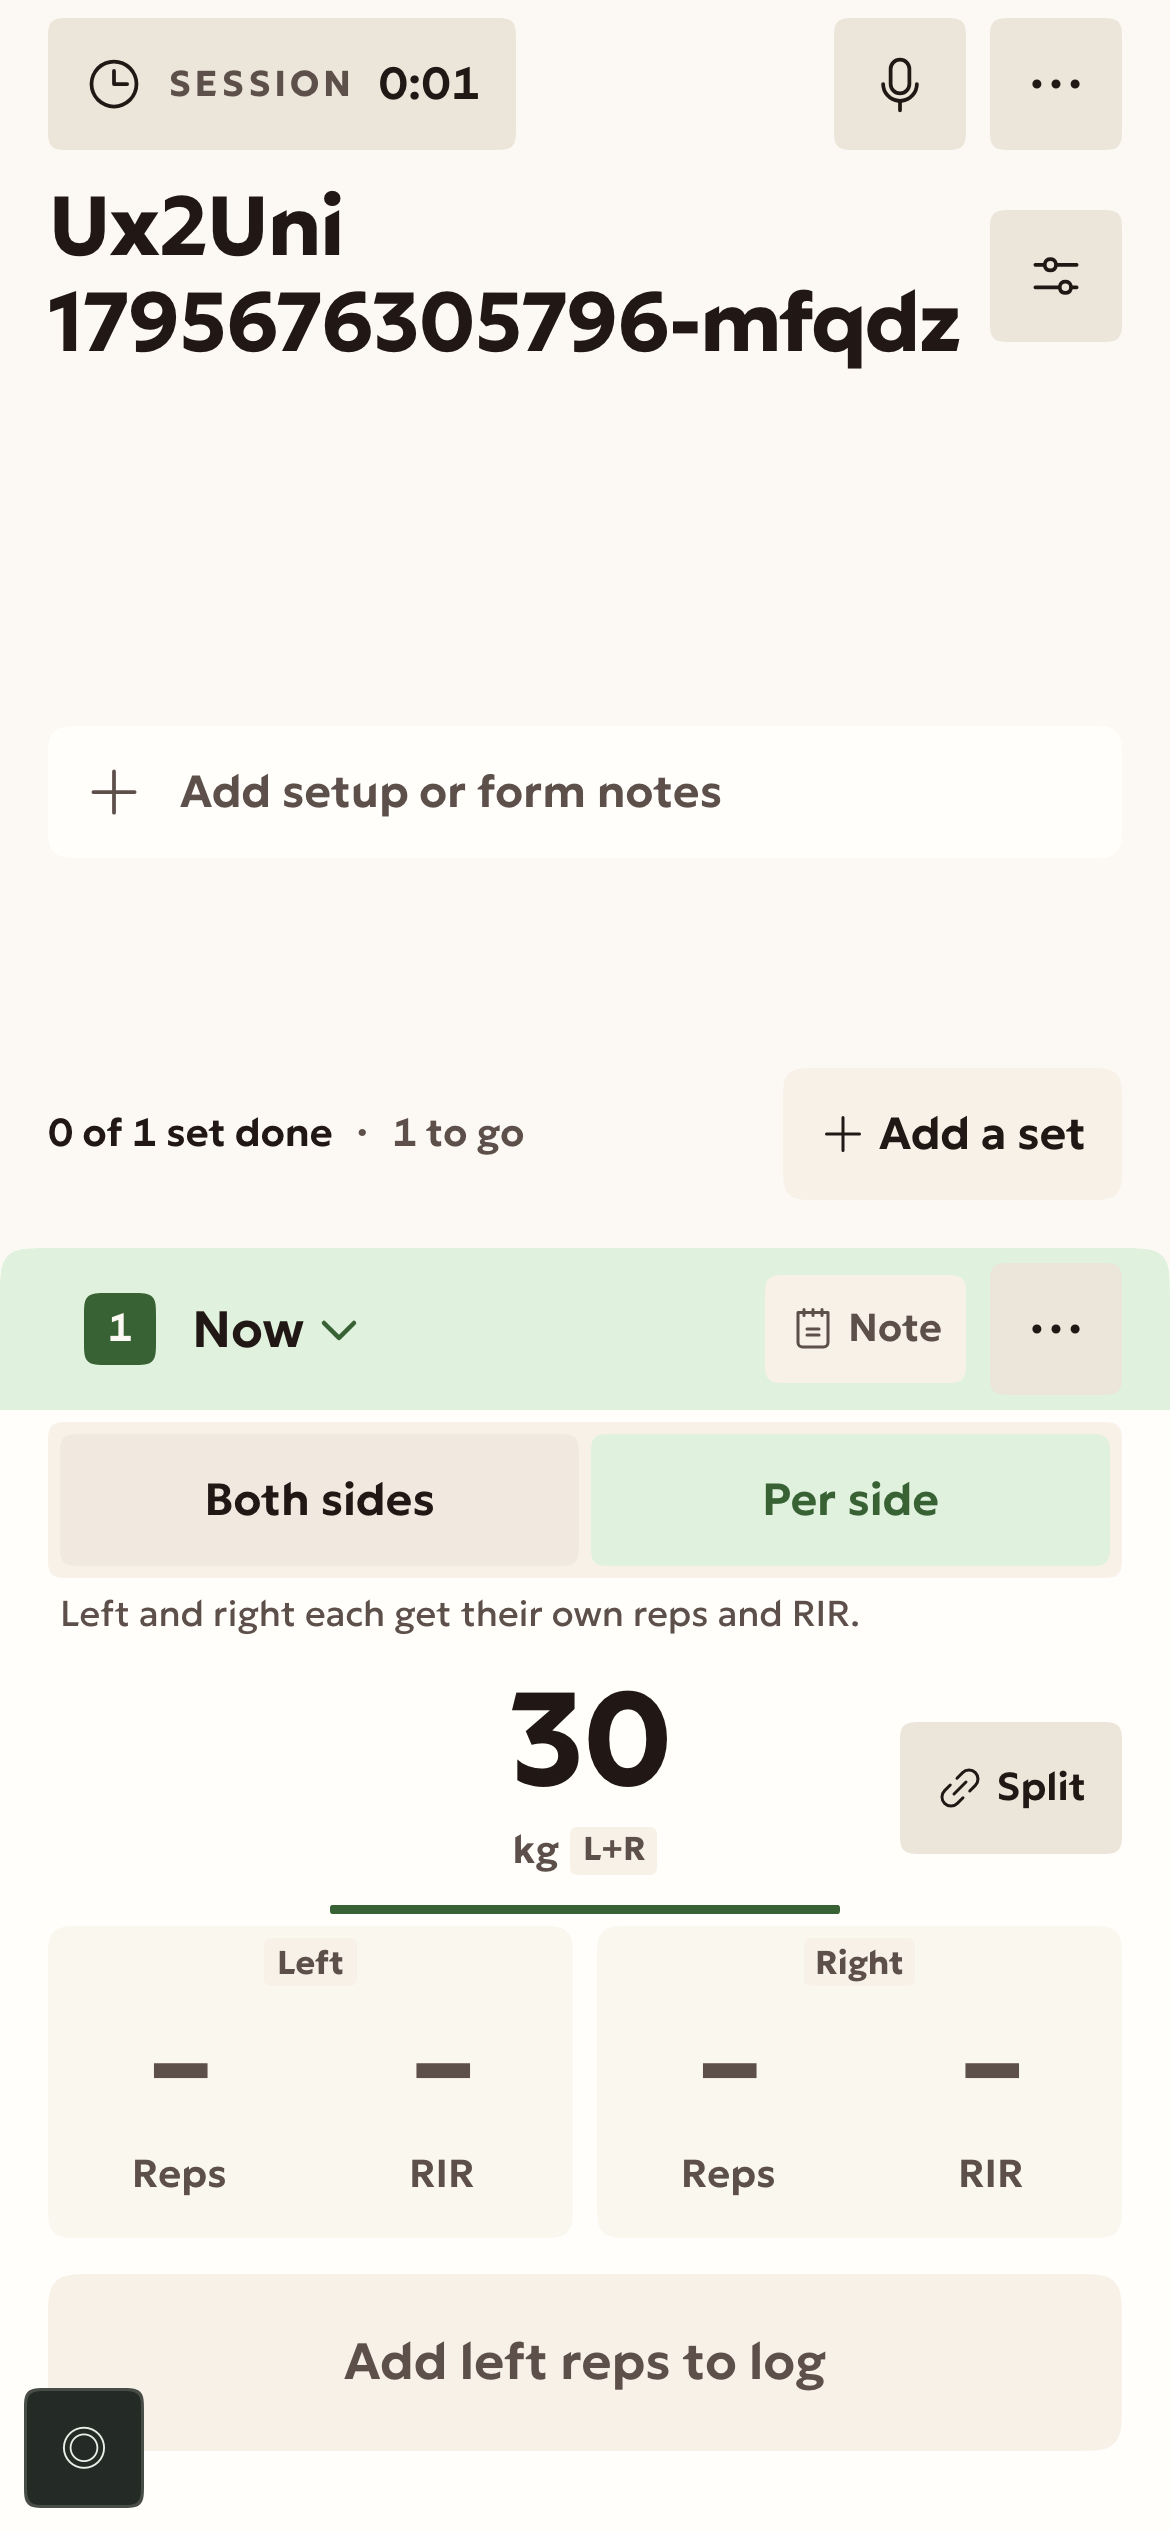 SESSION 0:01
Ux2Uni
1795676305796-mfqdz
Add setup or form notes
0 of 1 set done · 1 to go
Add a set
1 Now
Note
Both sides
Per side
Left and right each get their own reps and RIR.
30
kg L+R
Split
Left
Right
– – – –
Reps RIR Reps RIR
Add left reps to log